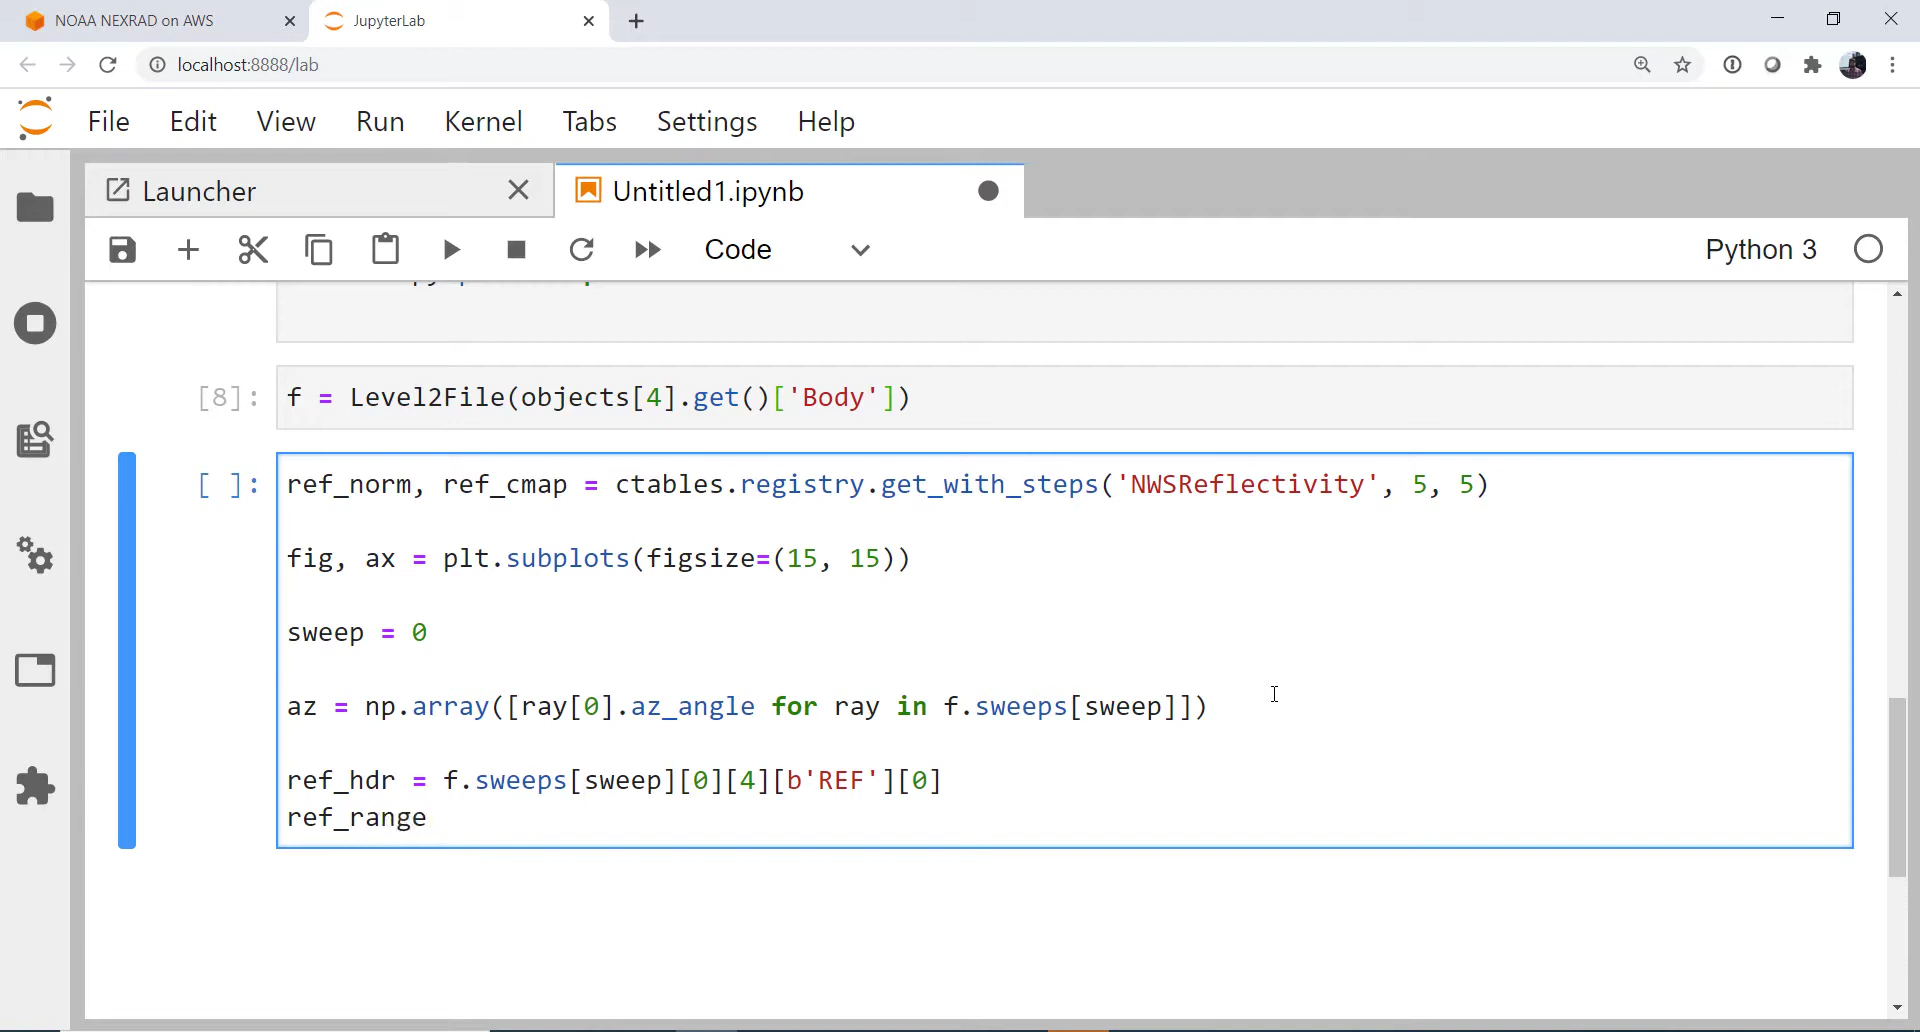 NOAA NEXRAD on AWS
JupyterLab
localhost:8888/lab
File Edit View Run Kernel Tabs Settings Help
Launcher
Untitled1.ipynb
Code
Python 3
[8]: f = Level2File(objects[4].get()['Body'])
[ ]: ref_norm, ref_cmap = ctables.registry.get_with_steps('NWSReflectivity', 5, 5)
fig, ax = plt.subplots(figsize=(15, 15))
sweep = 0
az = np.array([ray[0].az_angle for ray in f.sweeps[sweep]])
ref_hdr = f.sweeps[sweep][0][4][b'REF'][0]
ref_range